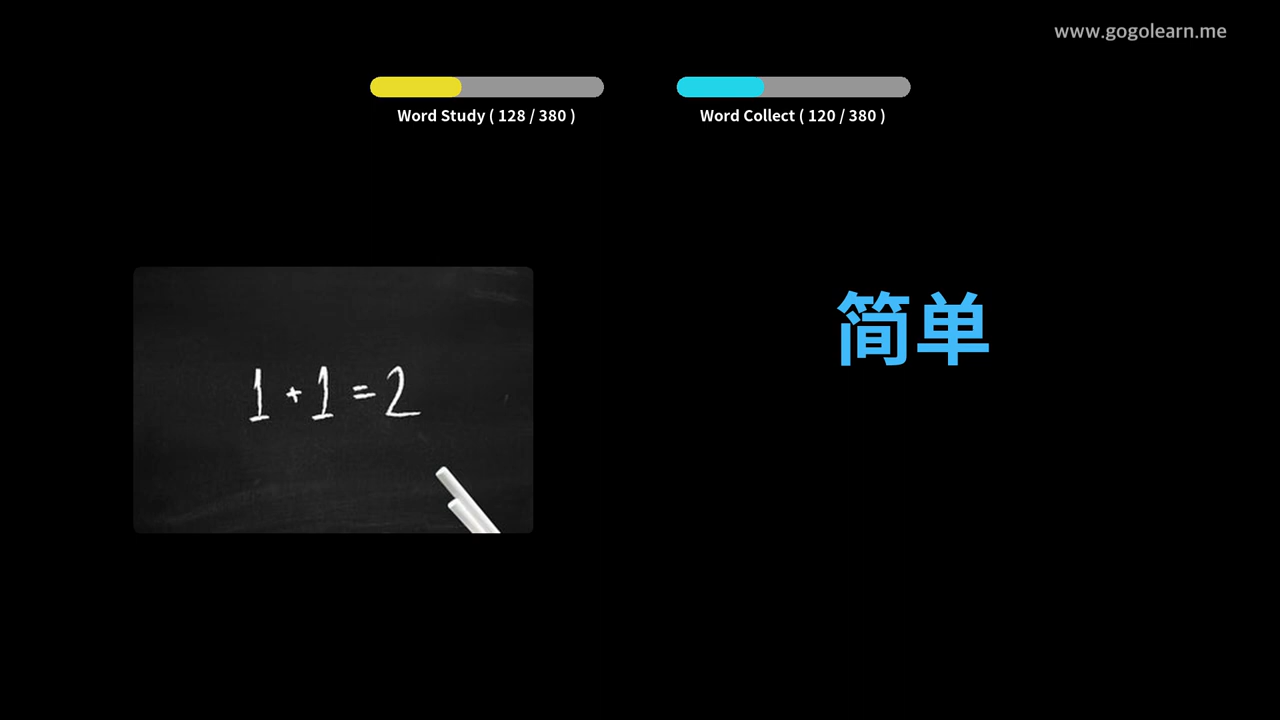 www.gogolearn.me
Word Study ( 128 / 380 )
Word Collect ( 120 / 380 )
1 + 1 = 2
简单